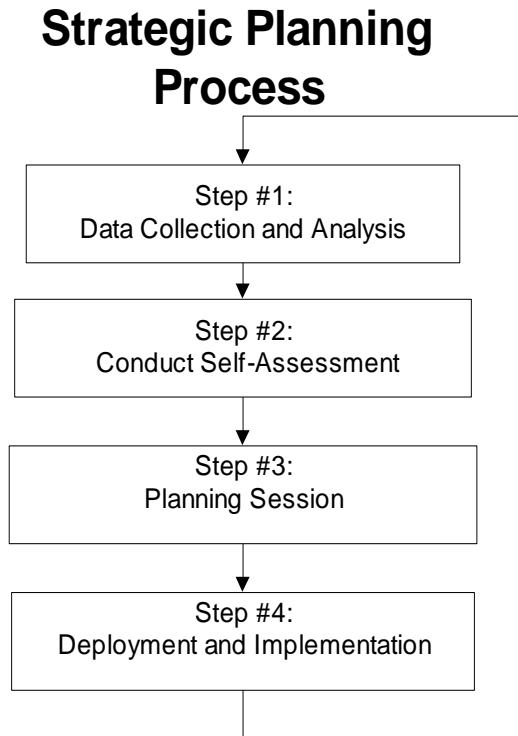 Strategic Planning
Process
Step #1:
Data Collection and Analysis
Step #2:
Conduct Self-Assessment
Step #3:
Planning Session
Step #4:
Deployment and Implementation